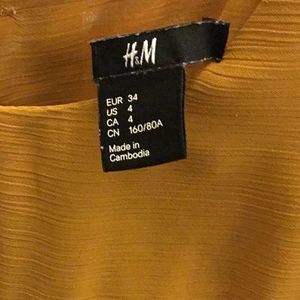 H&M
EUR 34
US 4
CA 4
CN 160/80A
Made in
Cambodia